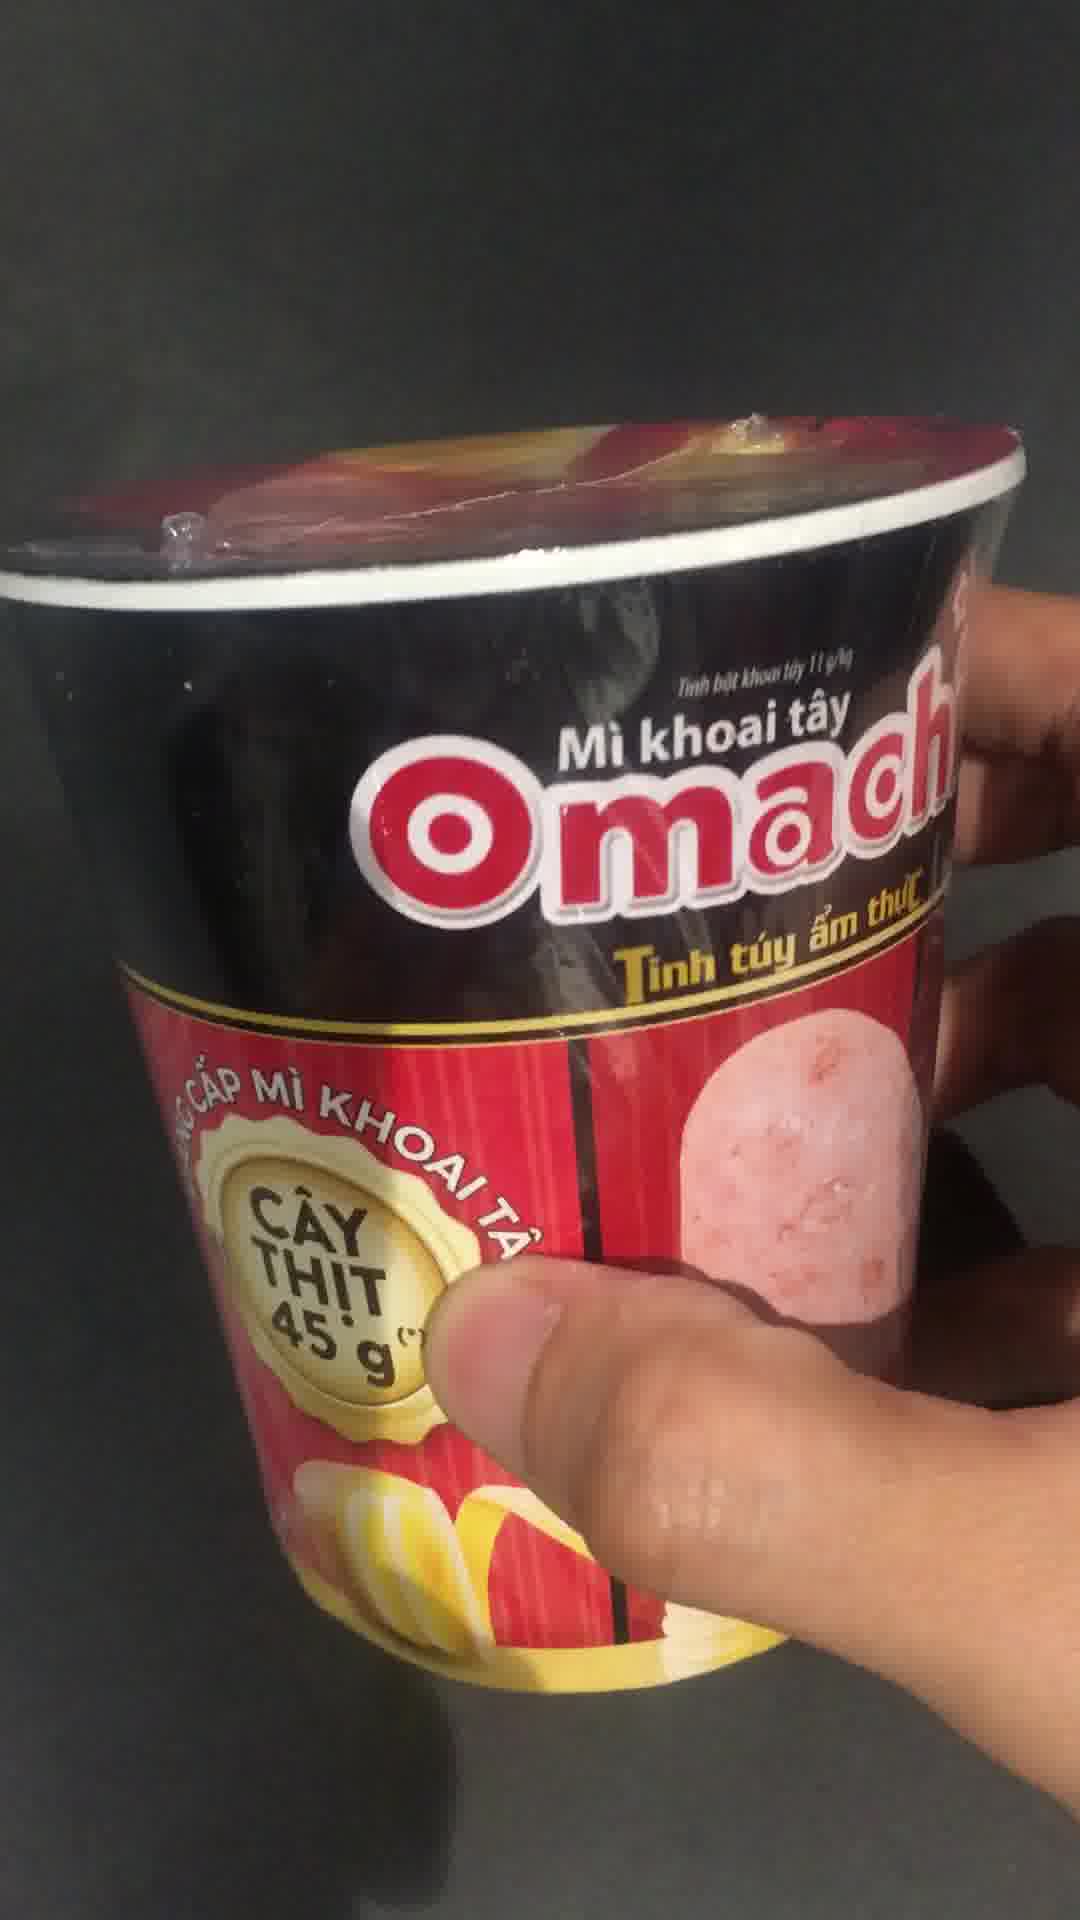 Tinh bột khoai tây 11 g/kg
Mì khoai tây
Omach
Tinh túy ẩm thực
CẤP MÌ KHOAI TÂ
CÂY
THỊT
45 g(*)